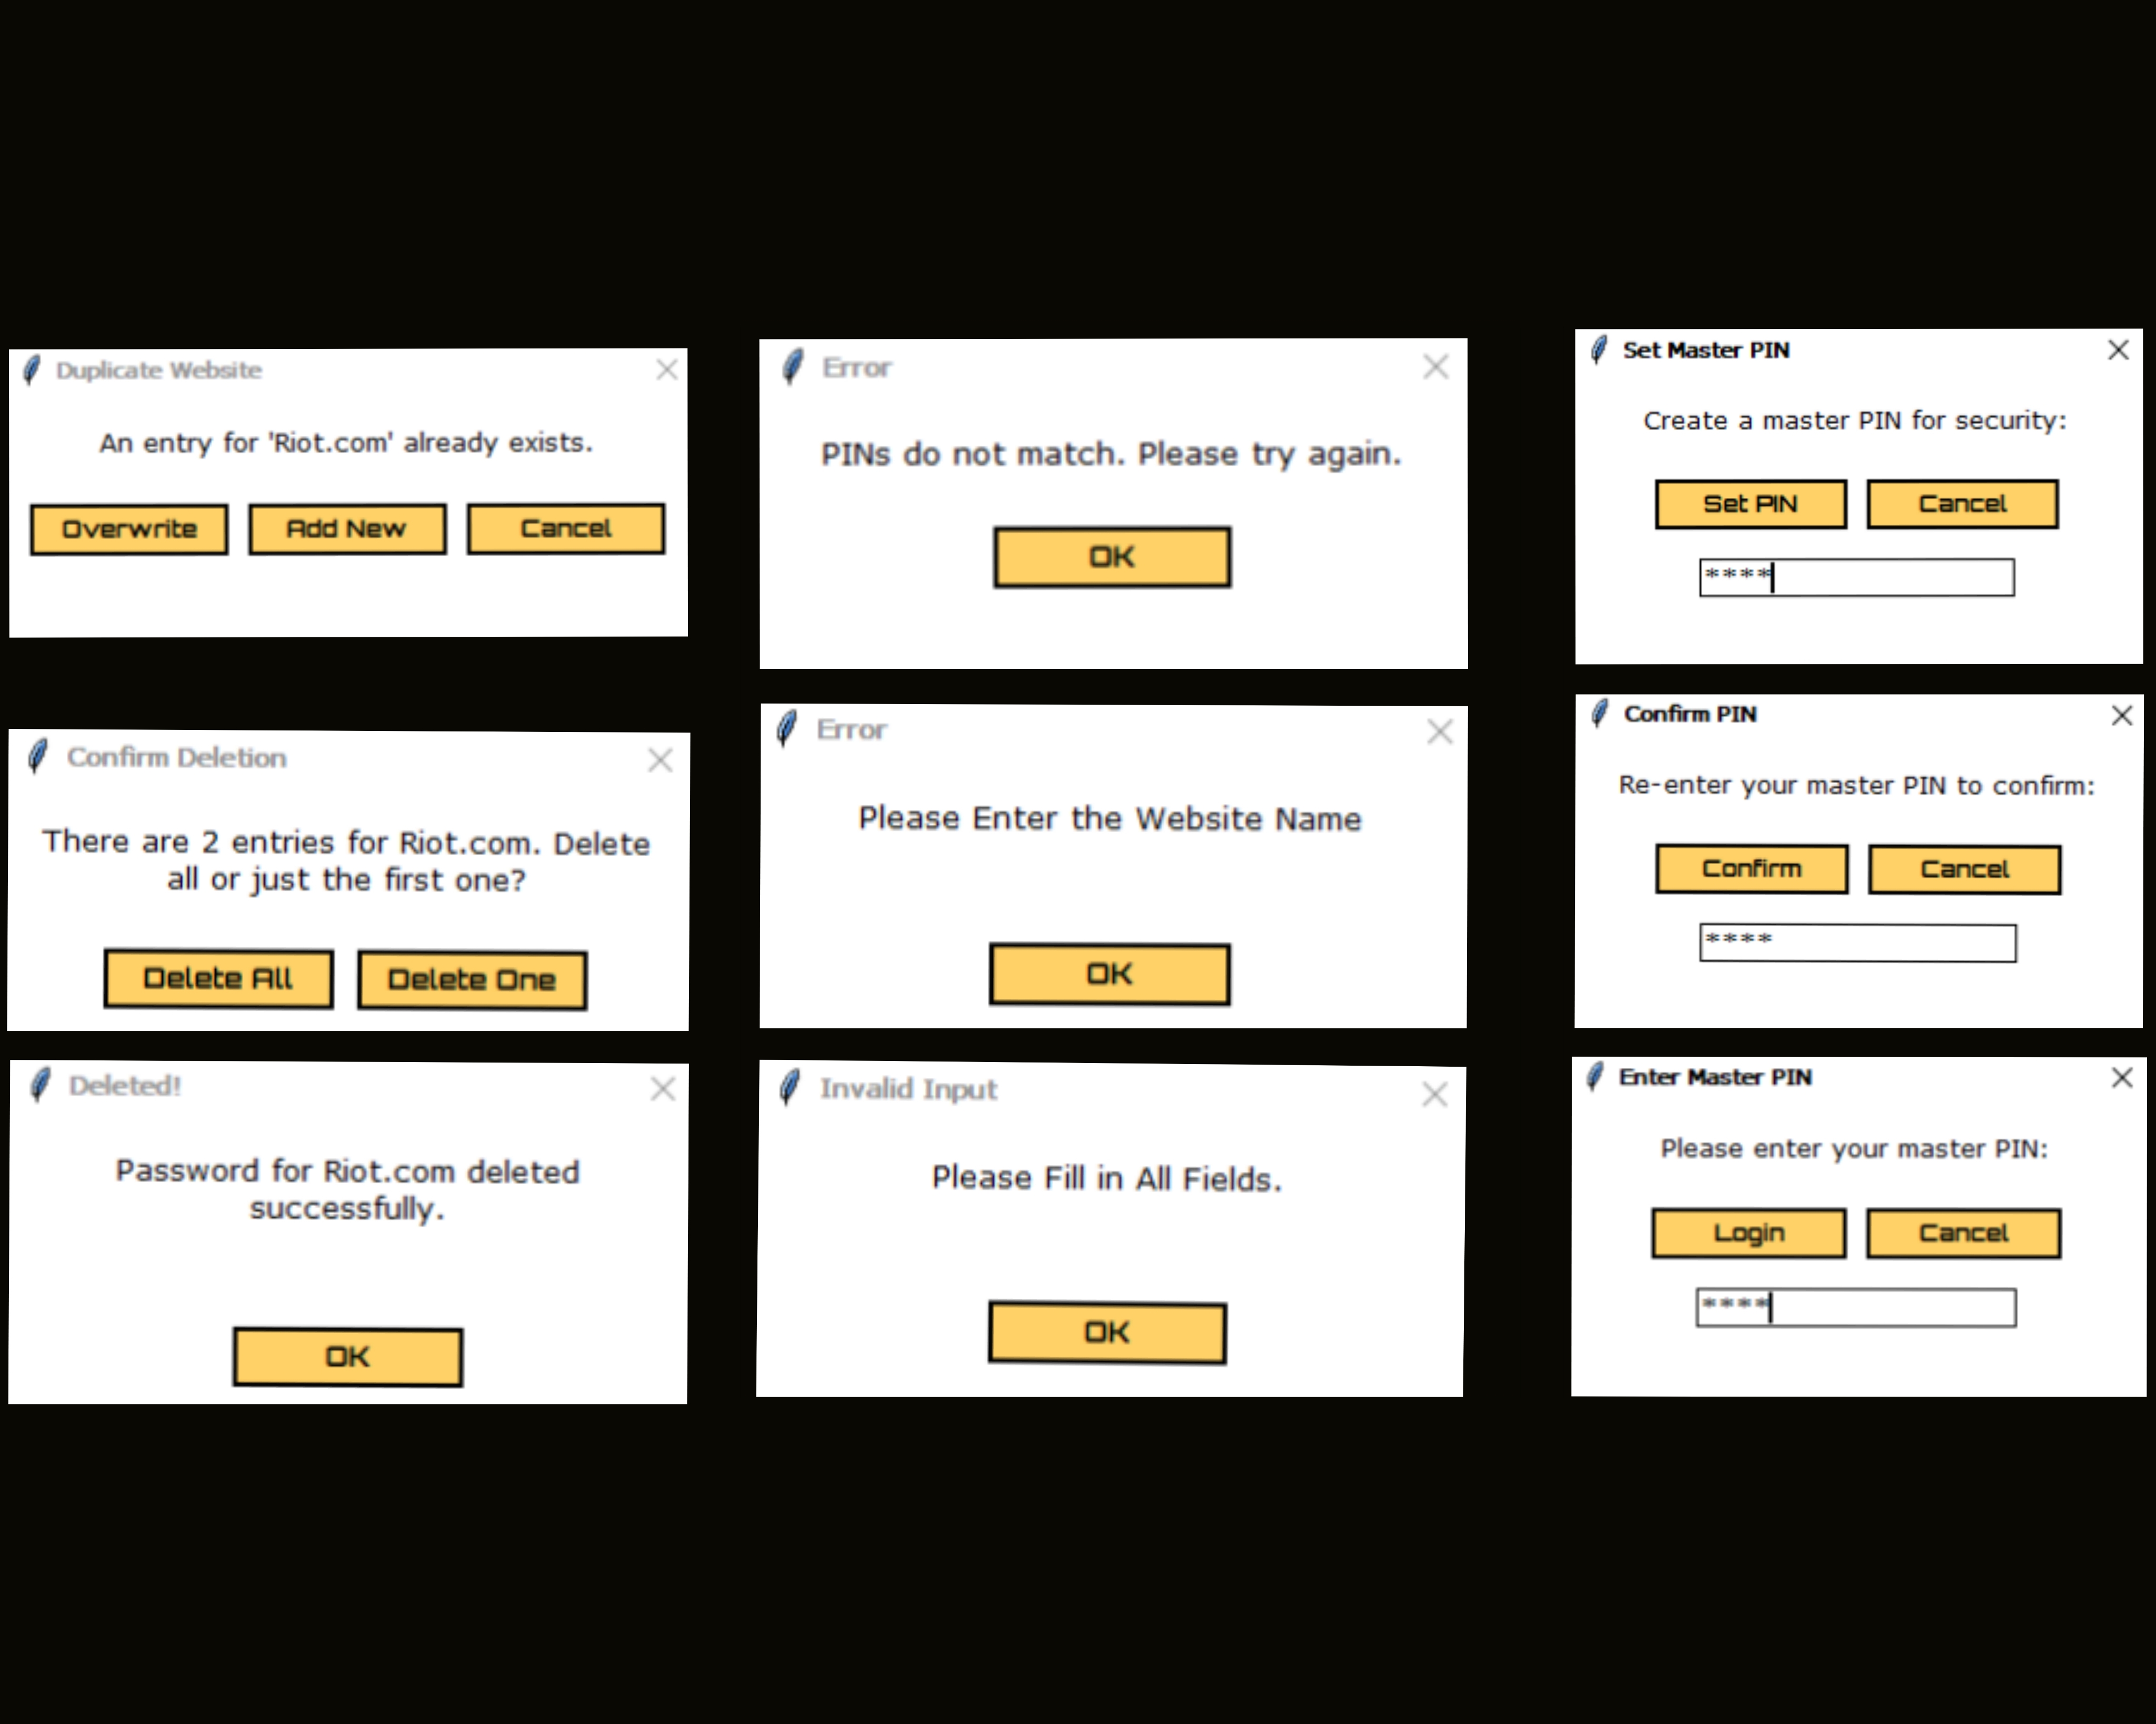 Duplicate Website
An entry for 'Riot.com' already exists.
Overwrite
Add New
Cancel
Confirm Deletion
There are 2 entries for Riot.com. Delete
all or just the first one?
Delete All
Delete One
Deleted!
Password for Riot.com deleted
successfully.
OK
Error
PINs do not match. Please try again.
OK
Error
Please Enter the Website Name
OK
Invalid Input
Please Fill in All Fields.
OK
Set Master PIN
Create a master PIN for security:
Set PIN
Cancel
****
Confirm PIN
Re-enter your master PIN to confirm:
Confirm
Cancel
****
Enter Master PIN
Please enter your master PIN:
Login
Cancel
****